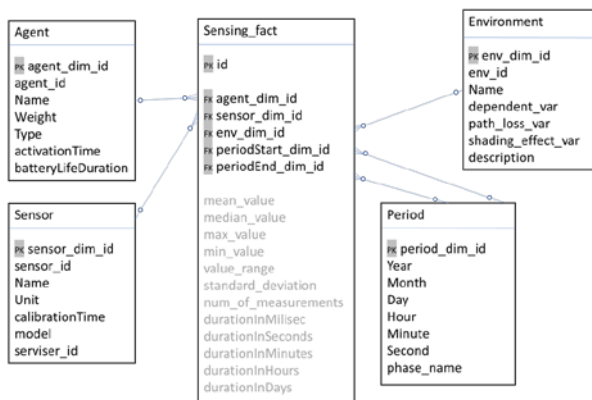 Agent
PK agent_dim_id
agent_id
Name
Weight
Type
activationTime
batteryLifeDuration
Sensor
PK sensor_dim_id
sensor_id
Name
Unit
calibrationTime
model
serviser_id
Sensing_fact
PK id
FK agent_dim_id
FK sensor_dim_id
FK env_dim_id
FK periodStart_dim_id
FK periodEnd_dim_id
mean_value
median_value
max_value
min_value
value_range
standard_deviation
num_of_measurements
durationInMilisec
durationInSeconds
durationInMinutes
durationInHours
durationInDays
Environment
PK env_dim_id
env_id
Name
dependent_var
path_loss_var
shading_effect_var
description
Period
PK period_dim_id
Year
Month
Day
Hour
Minute
Second
phase_name